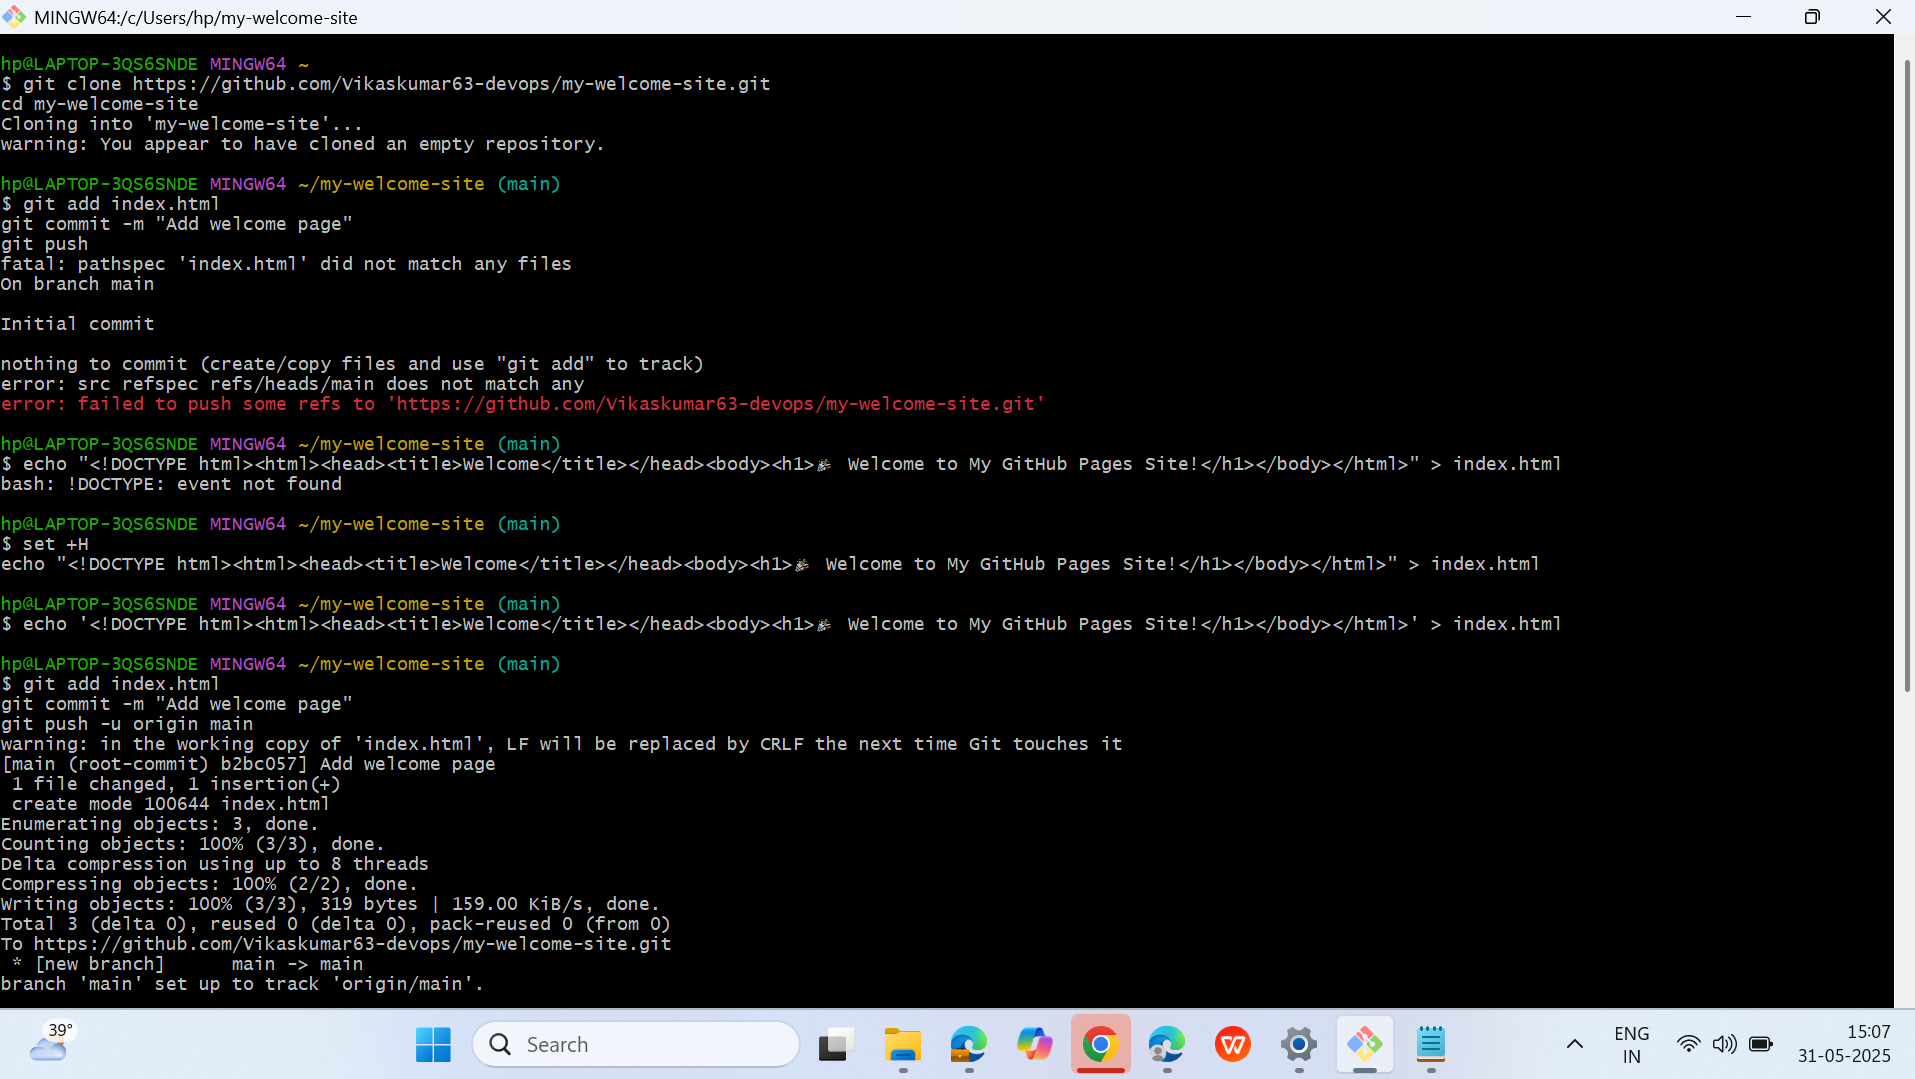 MINGW64:/c/Users/hp/my-welcome-site
hp@LAPTOP-3QS6SNDE MINGW64 ~
$ git clone https://github.com/Vikaskumar63-devops/my-welcome-site.git
cd my-welcome-site
Cloning into 'my-welcome-site'...
warning: You appear to have cloned an empty repository.
hp@LAPTOP-3QS6SNDE MINGW64 ~/my-welcome-site (main)
$ git add index.html
git commit -m "Add welcome page"
git push
fatal: pathspec 'index.html' did not match any files
On branch main
Initial commit
nothing to commit (create/copy files and use "git add" to track)
error: src refspec refs/heads/main does not match any
error: failed to push some refs to 'https://github.com/Vikaskumar63-devops/my-welcome-site.git'
hp@LAPTOP-3QS6SNDE MINGW64 ~/my-welcome-site (main)
$ echo "<!DOCTYPE html><html><head><title>Welcome</title></head><body><h1>🎉 Welcome to My GitHub Pages Site!</h1></body></html>" > index.html
bash: !DOCTYPE: event not found
hp@LAPTOP-3QS6SNDE MINGW64 ~/my-welcome-site (main)
$ set +H
echo "<!DOCTYPE html><html><head><title>Welcome</title></head><body><h1>🎉 Welcome to My GitHub Pages Site!</h1></body></html>" > index.html
hp@LAPTOP-3QS6SNDE MINGW64 ~/my-welcome-site (main)
$ echo '<!DOCTYPE html><html><head><title>Welcome</title></head><body><h1>🎉 Welcome to My GitHub Pages Site!</h1></body></html>' > index.html
hp@LAPTOP-3QS6SNDE MINGW64 ~/my-welcome-site (main)
$ git add index.html
git commit -m "Add welcome page"
git push -u origin main
warning: in the working copy of 'index.html', LF will be replaced by CRLF the next time Git touches it
[main (root-commit) b2bc057] Add welcome page
 1 file changed, 1 insertion(+)
 create mode 100644 index.html
Enumerating objects: 3, done.
Counting objects: 100% (3/3), done.
Delta compression using up to 8 threads
Compressing objects: 100% (2/2), done.
Writing objects: 100% (3/3), 319 bytes | 159.00 KiB/s, done.
Total 3 (delta 0), reused 0 (delta 0), pack-reused 0 (from 0)
To https://github.com/Vikaskumar63-devops/my-welcome-site.git
 * [new branch]      main -> main
branch 'main' set up to track 'origin/main'.
39°
Search
ENG
IN
15:07
31-05-2025